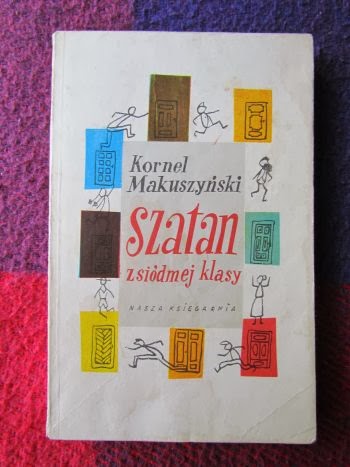 Kornel
Makuszyński
Szatan
z siódmej klasy
NASZA KSIĘGARNIA